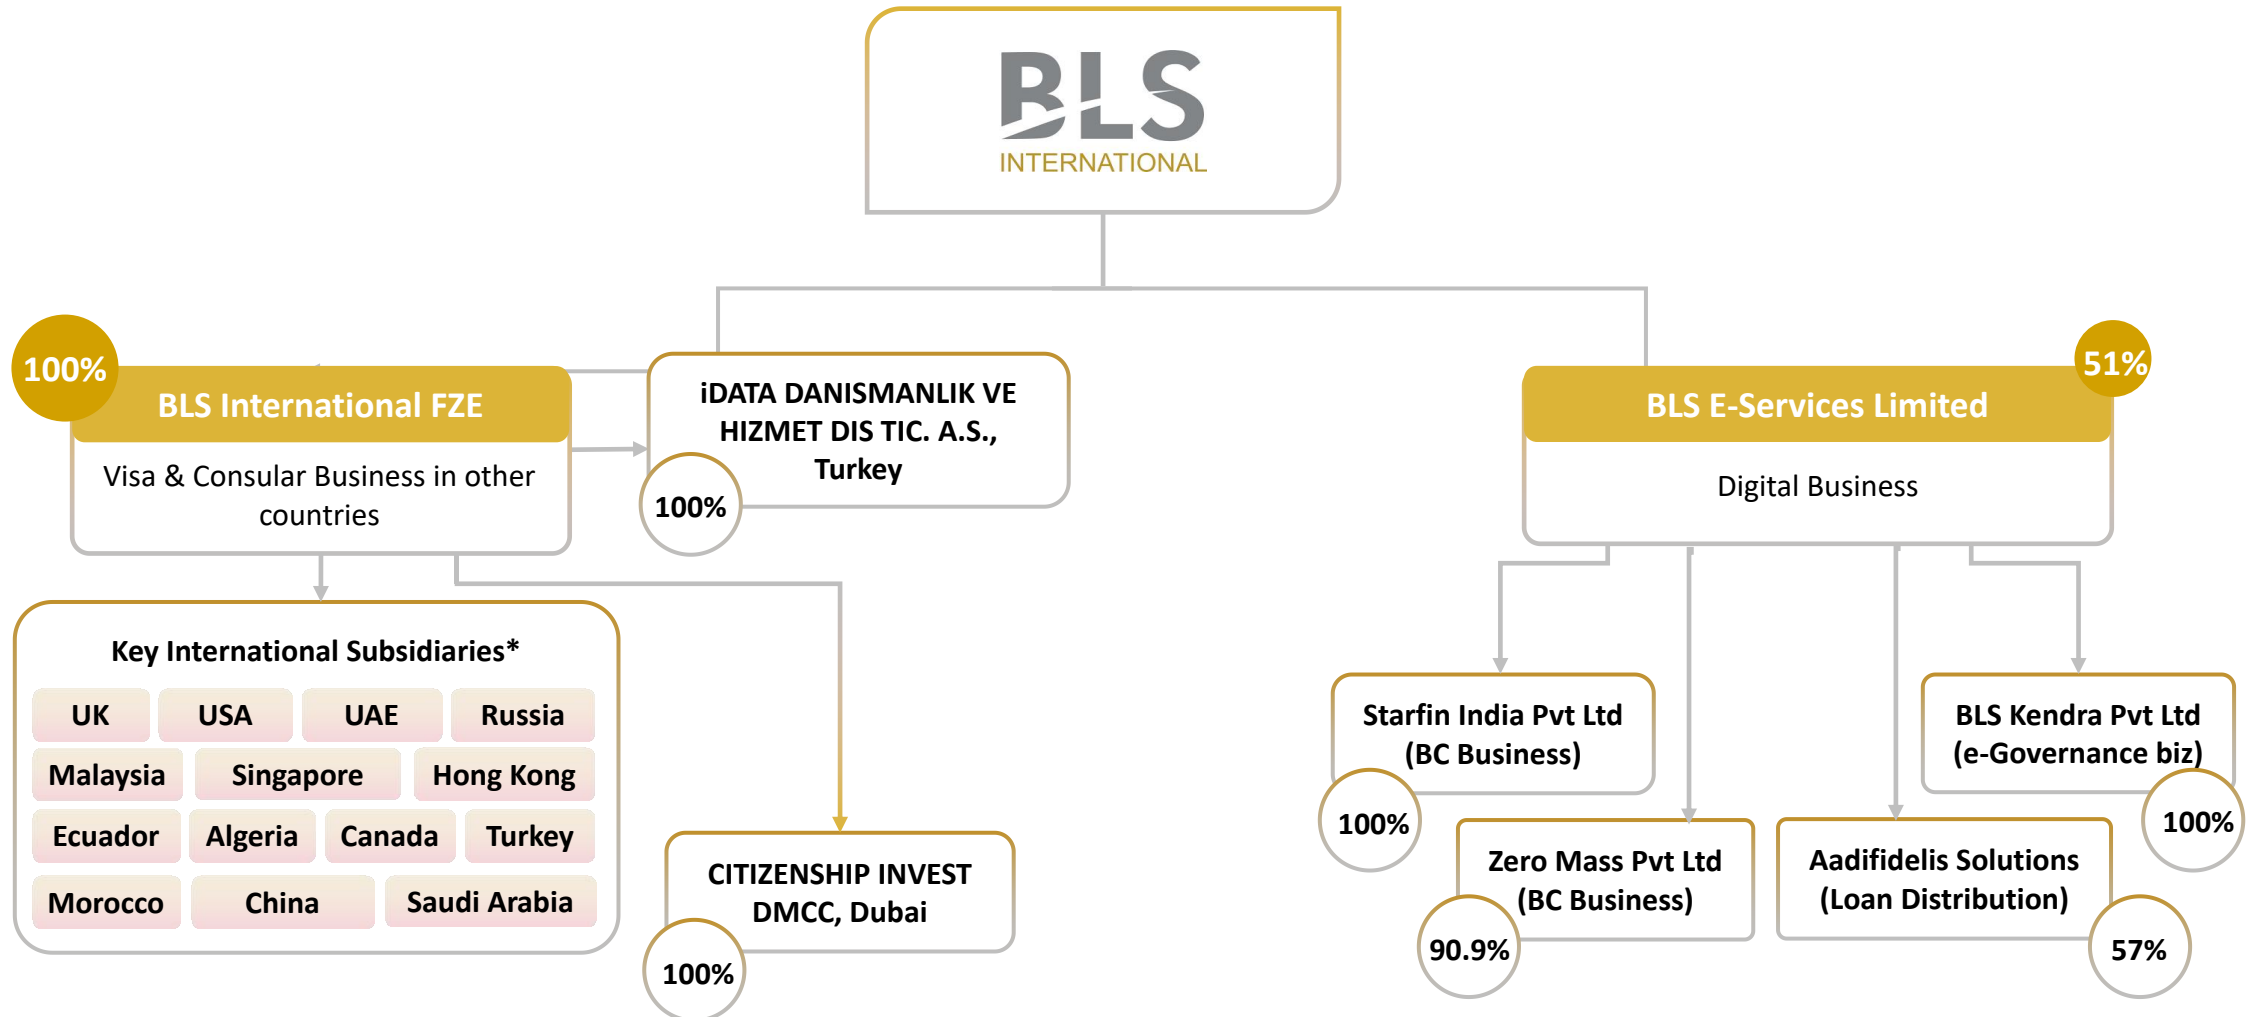 BLS
INTERNATIONAL
100%
BLS International FZE
Visa & Consular Business in other
countries
iDATA DANISMANLIK VE
HIZMET DIS TIC. A.S.,
Turkey
100%
51%
BLS E-Services Limited
Digital Business
Key International Subsidiaries*
UK USA UAE Russia
Malaysia Singapore Hong Kong
Ecuador Algeria Canada Turkey
Morocco China Saudi Arabia
CITIZENSHIP INVEST
DMCC, Dubai
100%
Starfin India Pvt Ltd
(BC Business)
100%
Zero Mass Pvt Ltd
(BC Business)
90.9%
Aadifidelis Solutions
(Loan Distribution)
57%
BLS Kendra Pvt Ltd
(e-Governance biz)
100%